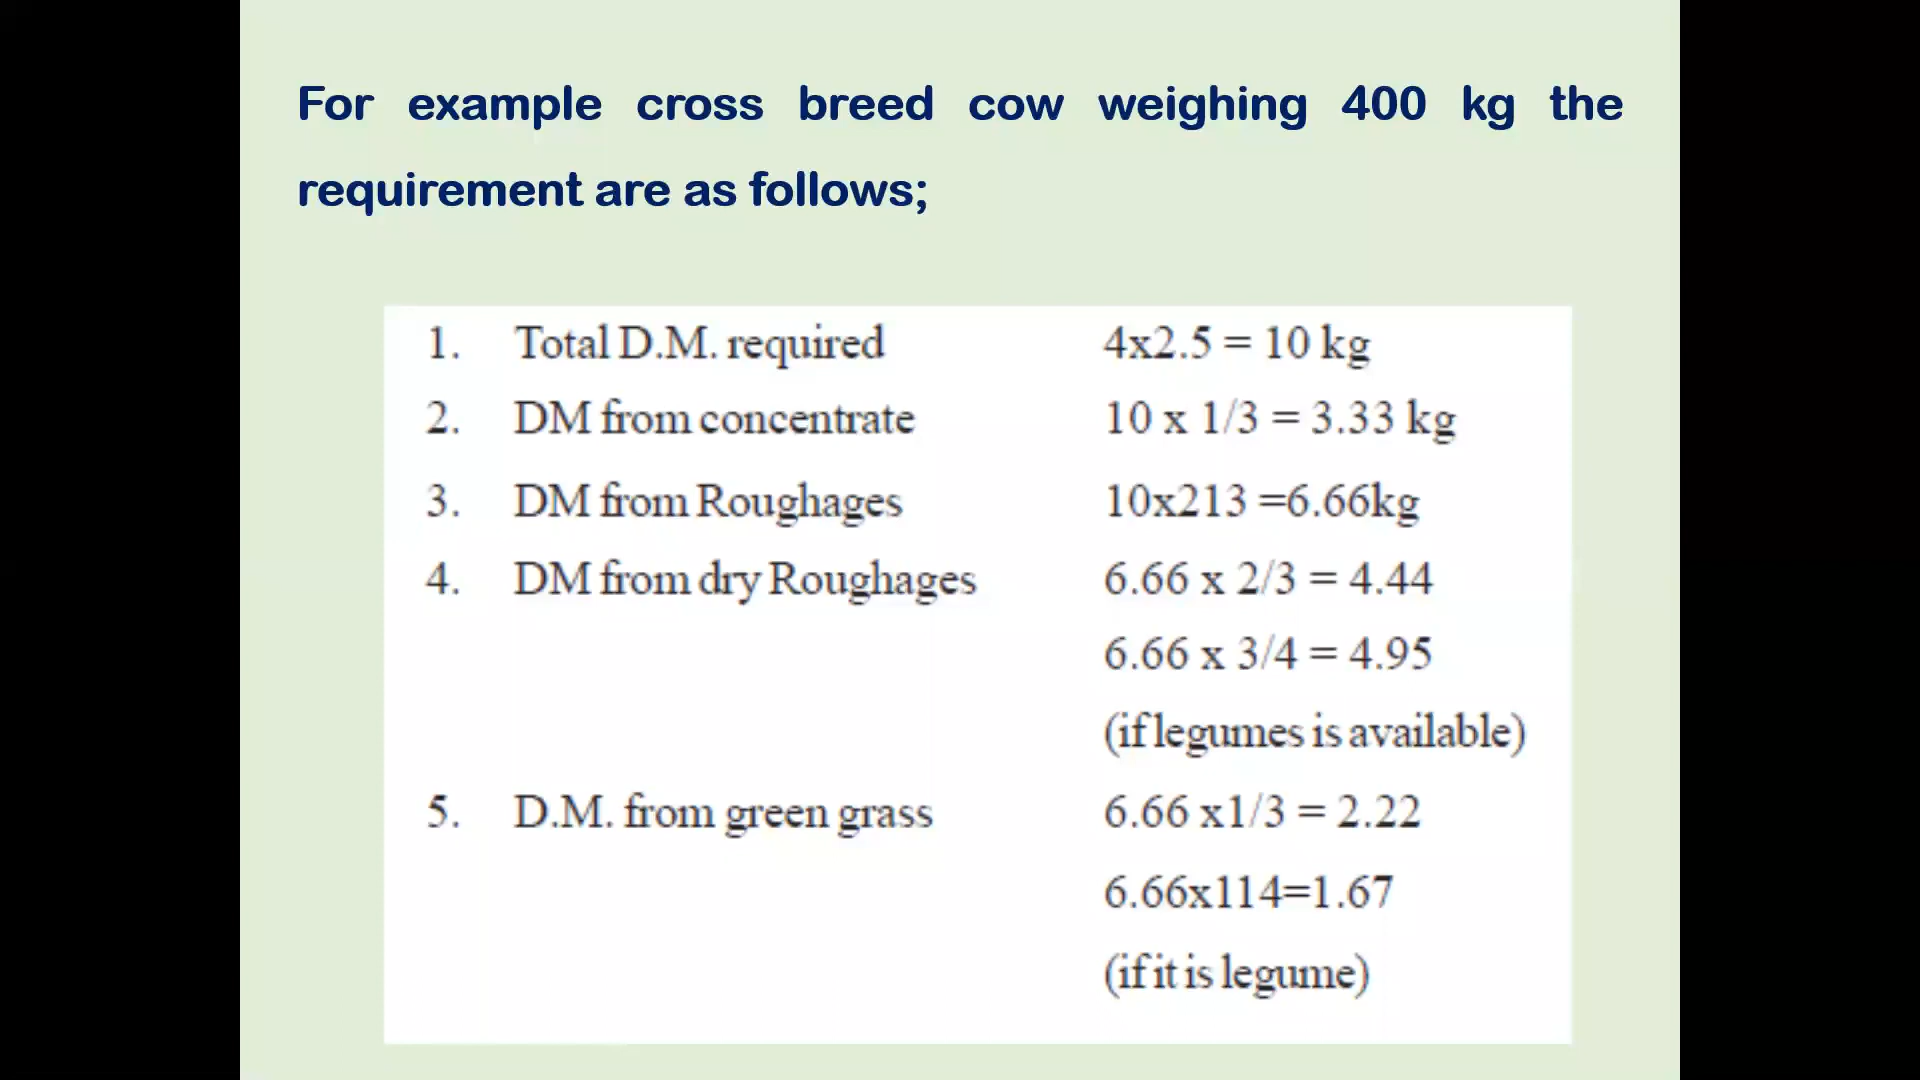 For example cross breed cow weighing 400 kg the
requirement are as follows;
1. Total D.M. required 4x2.5 = 10 kg
2. DM from concentrate 10 x 1/3 = 3.33 kg
3. DM from Roughages 10x213 =6.66kg
4. DM from dry Roughages 6.66 x 2/3 = 4.44
6.66 x 3/4 = 4.95
(if legumes is available)
5. D.M. from green grass 6.66 x1/3 = 2.22
6.66x114=1.67
(if it is legume)